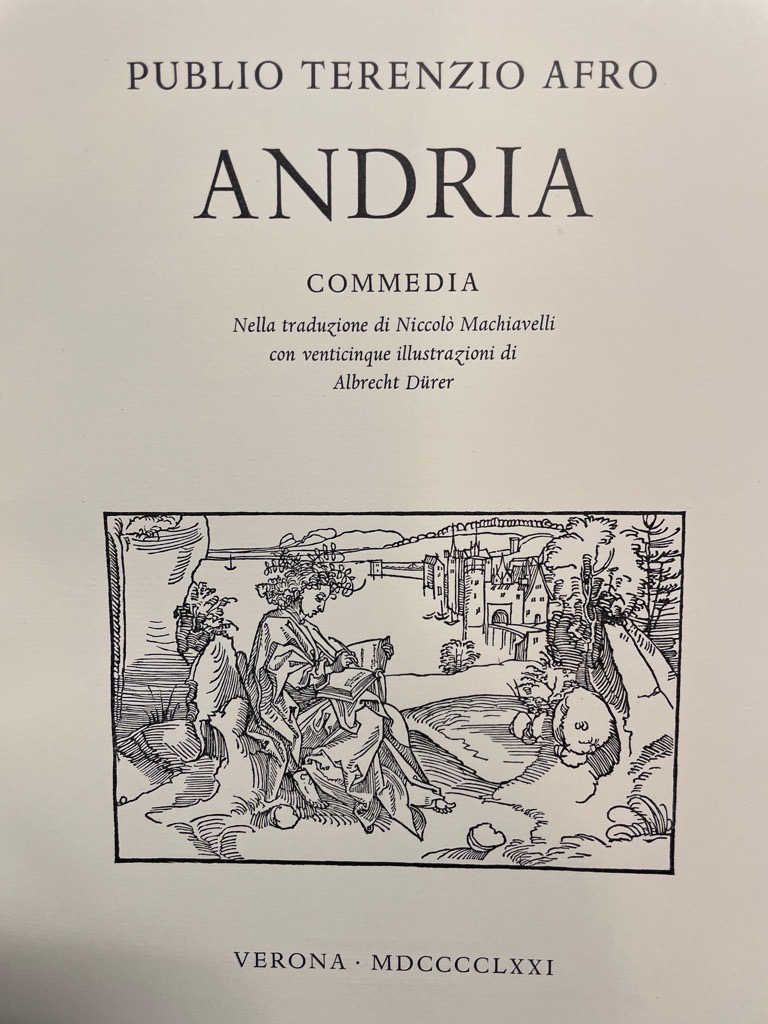 PUBLIO TERENZIO AFRO
ANDRIA
COMMEDIA
Nella traduzione di Niccolò Machiavelli
con venticinque illustrazioni di
Albrecht Dürer
VERONA · MDCCCCLXXI